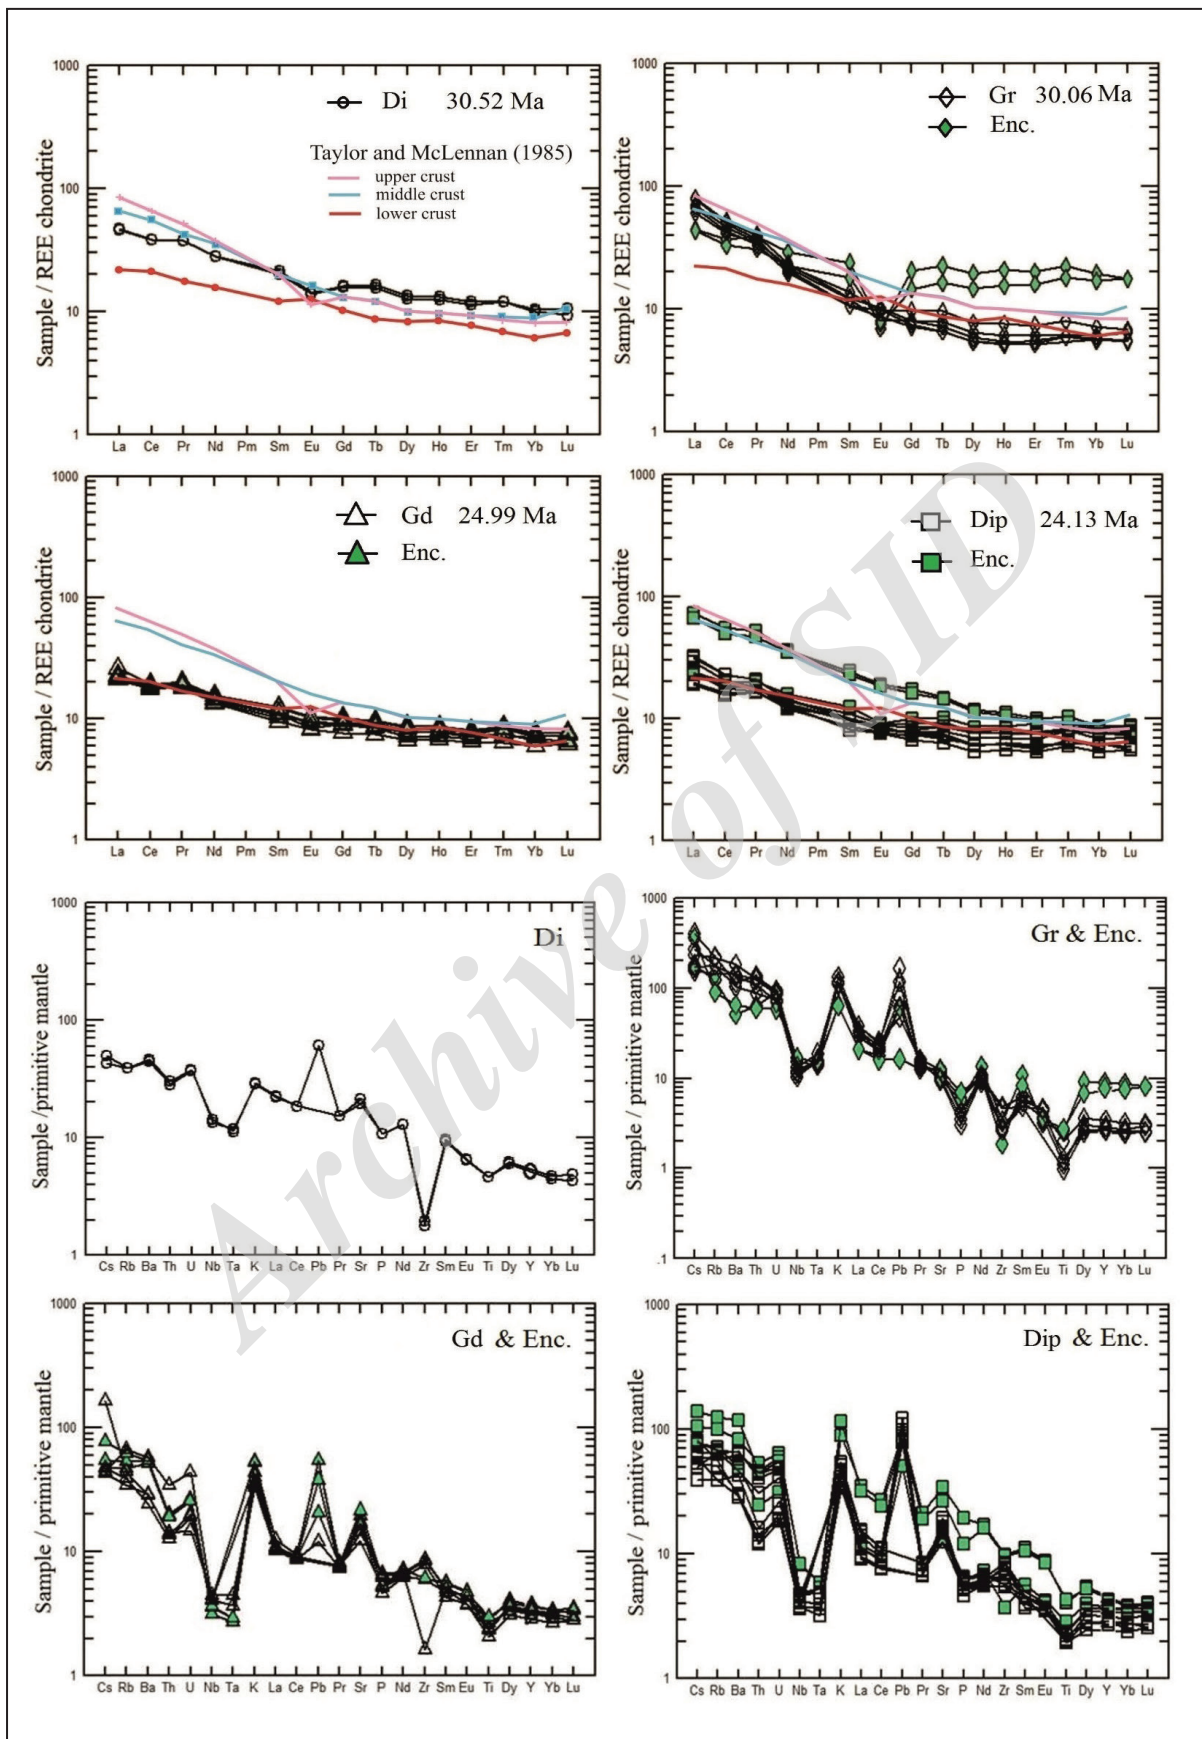 1000
100
10
1
Sample / REE chondrite
Di 30.52 Ma
Taylor and McLennan (1985)
upper crust
middle crust
lower crust
La Ce Pr Nd Pm Sm Eu Gd Tb Dy Ho Er Tm Yb Lu
1000
100
10
1
Sample / REE chondrite
Gr 30.06 Ma
Enc.
La Ce Pr Nd Pm Sm Eu Gd Tb Dy Ho Er Tm Yb Lu
1000
100
10
1
Sample / REE chondrite
Gd 24.99 Ma
Enc.
La Ce Pr Nd Pm Sm Eu Gd Tb Dy Ho Er Tm Yb Lu
1000
100
10
1
Sample / REE chondrite
Dip 24.13 Ma
Enc.
La Ce Pr Nd Pm Sm Eu Gd Tb Dy Ho Er Tm Yb Lu
1000
100
10
1
Sample /primitive mantle
Di
Cs Rb Ba Th U Nb Ta K La Ce Pb Pr Sr P Nd Zr Sm Eu Ti Dy Y Yb Lu
1000
100
10
1
.1
Sample / primitive mantle
Gr & Enc.
Cs Rb Ba Th U Nb Ta K La Ce Pb Pr Sr P Nd Zr Sm Eu Ti Dy Y Yb Lu
1000
100
10
1
Sample / primitive mantle
Gd & Enc.
Cs Rb Ba Th U Nb Ta K La Ce Pb Pr Sr P Nd Zr Sm Eu Ti Dy Y Yb Lu
1000
100
10
1
Sample / primitive mantle
Dip & Enc.
Cs Rb Ba Th U Nb Ta K La Ce Pb Pr Sr P Nd Zr Sm Eu Ti Dy Y Yb Lu
Archive of SID